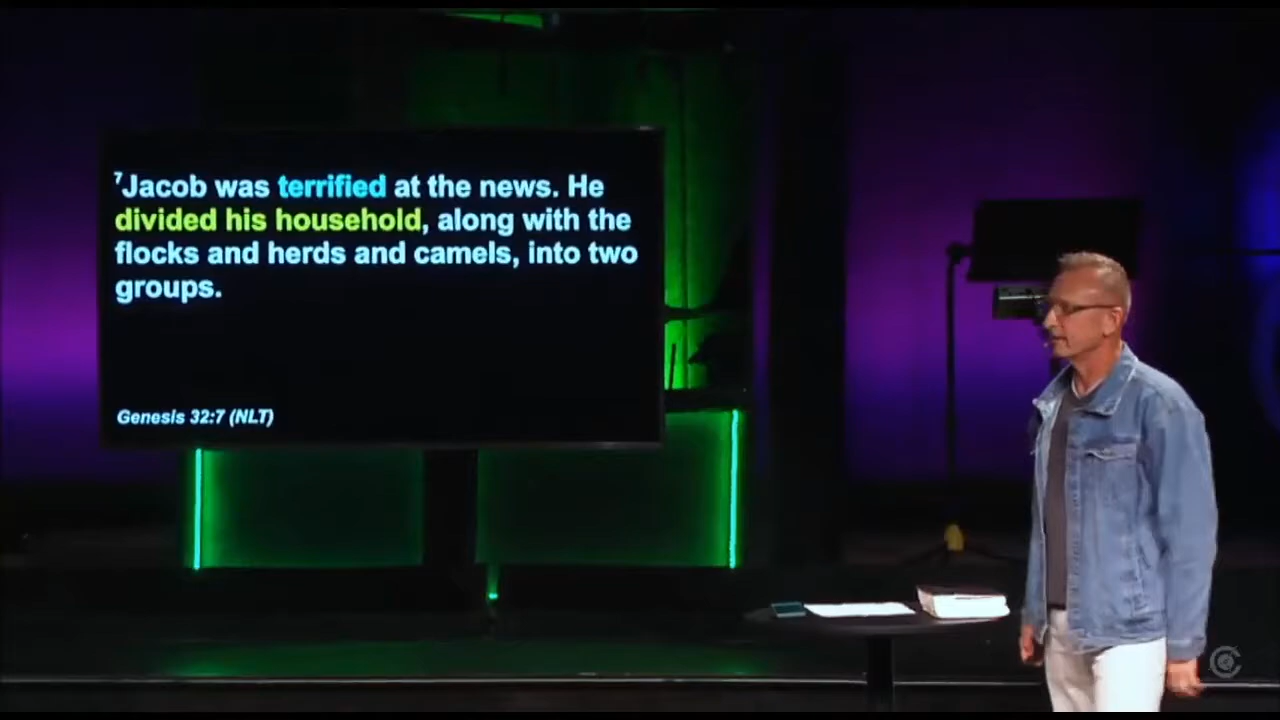 ⁷Jacob was terrified at the news. He
divided his household, along with the
flocks and herds and camels, into two
groups.
Genesis 32:7 (NLT)